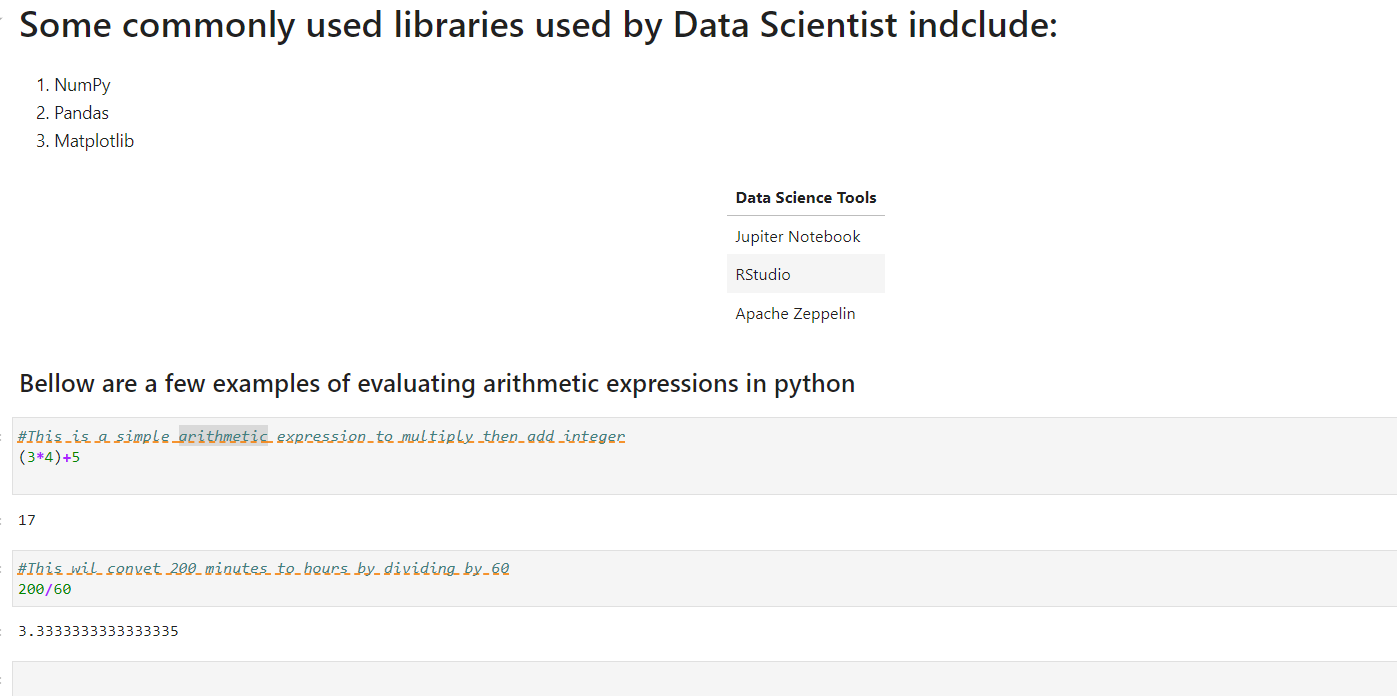 Some commonly used libraries used by Data Scientist indclude:
1. NumPy
2. Pandas
3. Matplotlib
Data Science Tools
Jupiter Notebook
RStudio
Apache Zeppelin
Bellow are a few examples of evaluating arithmetic expressions in python
#This is a simple arithmetic expression to multiply then add integer
(3*4)+5
17
#This wil convet 200 minutes to hours by dividing by 60
200/60
3.3333333333333335